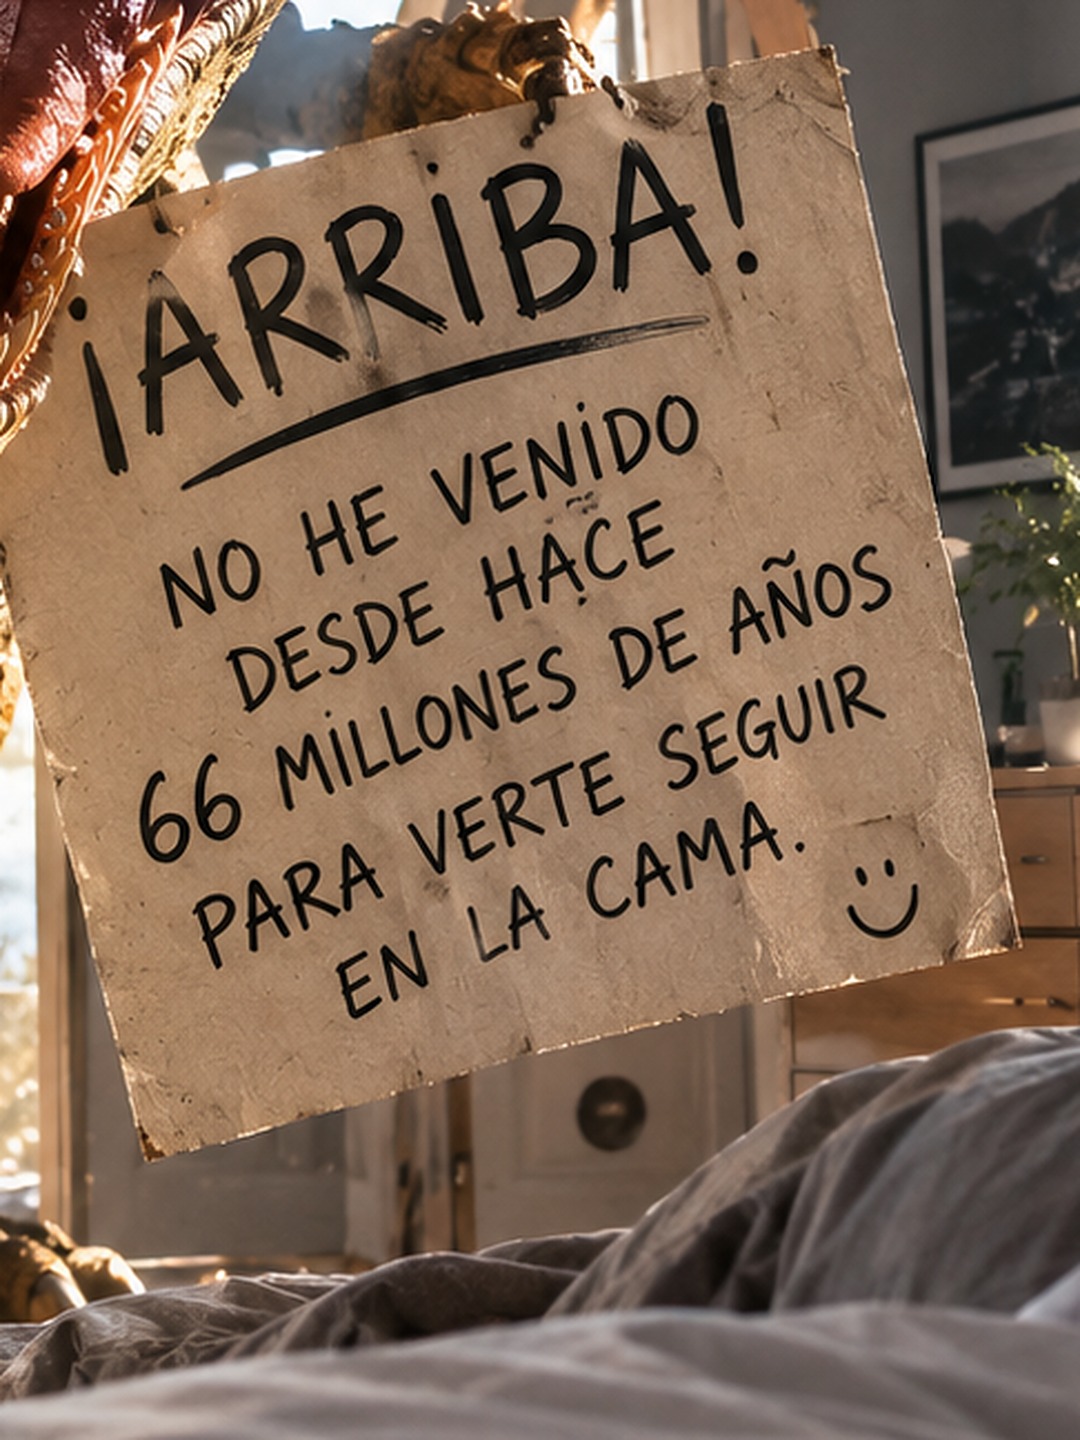 ¡ARRIBA!
NO HE VENIDO
DESDE HACE
66 MILLONES DE AÑOS
PARA VERTE SEGUIR
EN LA CAMA.